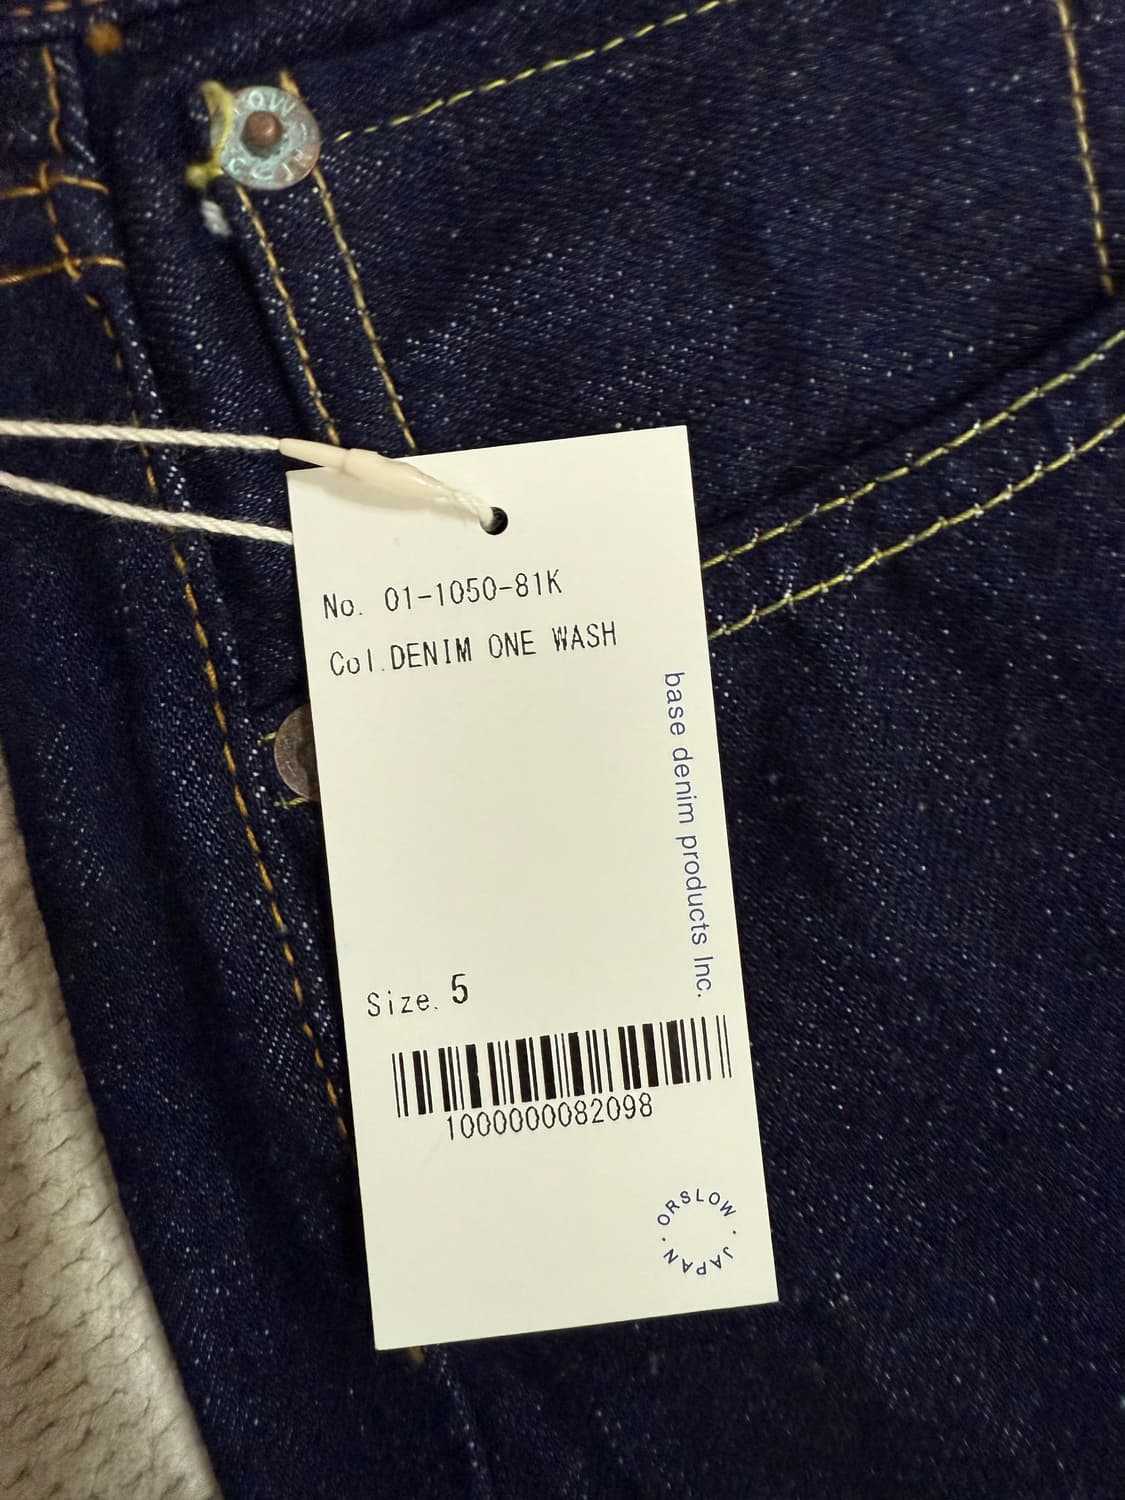 No. 01-1050-81K
Col.DENIM ONE WASH
base denim products Inc.
Size. 5
1000000082098
ORSLOW · JAPAN ·